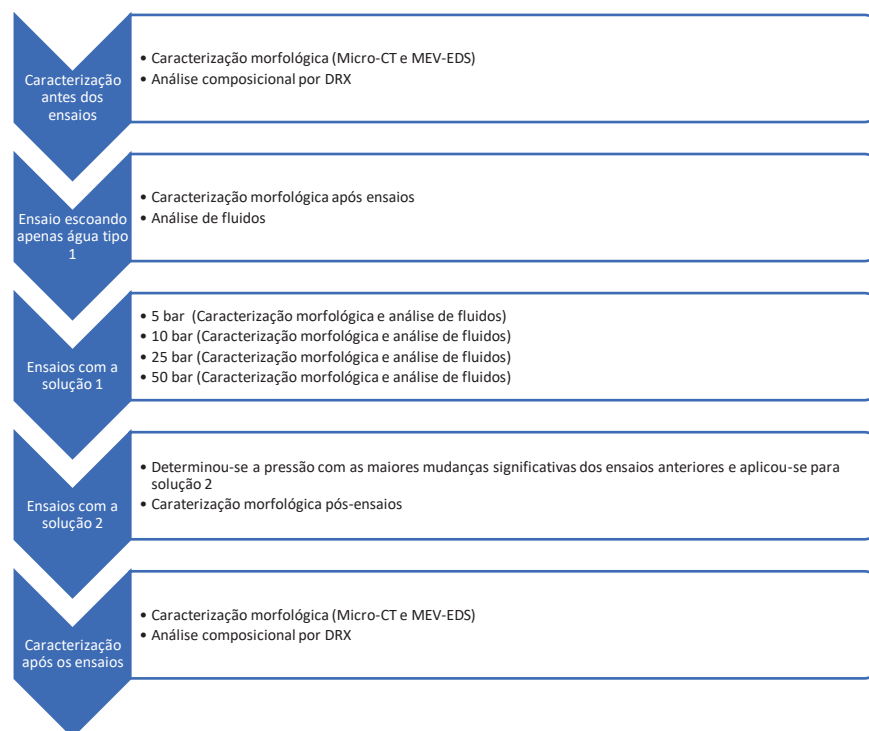 Caracterização
antes dos
ensaios
• Caracterização morfológica (Micro-CT e MEV-EDS)
• Análise composicional por DRX
Ensaio escoando
apenas água tipo
1
• Caracterização morfológica após ensaios
• Análise de fluidos
Ensaios com a
solução 1
• 5 bar (Caracterização morfológica e análise de fluidos)
• 10 bar (Caracterização morfológica e análise de fluidos)
• 25 bar (Caracterização morfológica e análise de fluidos)
• 50 bar (Caracterização morfológica e análise de fluidos)
Ensaios com a
solução 2
• Determinou-se a pressão com as maiores mudanças significativas dos ensaios anteriores e aplicou-se para
solução 2
• Caraterização morfológica pós-ensaios
Caracterização
após os ensaios
• Caracterização morfológica (Micro-CT e MEV-EDS)
• Análise composicional por DRX